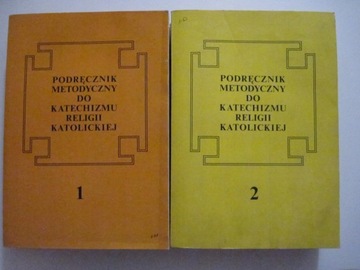 PODRĘCZNIK
METODYCZNY
DO
KATECHIZMU
RELIGII
KATOLICKIEJ
1
PODRĘCZNIK
METODYCZNY
DO
KATECHIZMU
RELIGII
KATOLICKIEJ
2